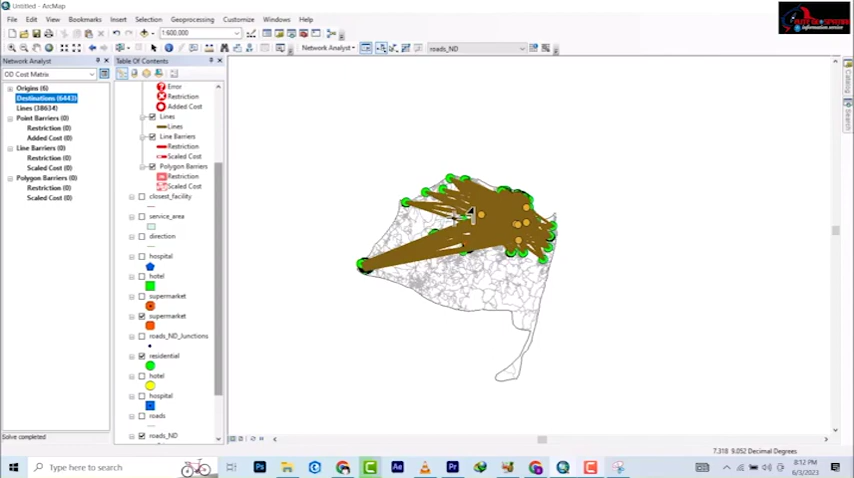 Untitled - ArcMap
File Edit View Bookmarks Insert Selection Geoprocessing Customize Windows Help
1:600,000
Network Analyst
roads_ND
Network Analyst
OD Cost Matrix
Origins (6)
Destinations (6443)
Lines (38634)
Point Barriers (0)
Restriction (0)
Added Cost (0)
Line Barriers (0)
Restriction (0)
Scaled Cost (0)
Polygon Barriers (0)
Restriction (0)
Scaled Cost (0)
Table Of Contents
Error
Restriction
Added Cost
Lines
Lines
Line Barriers
Restriction
Scaled Cost
Polygon Barriers
Restriction
Scaled Cost
closest_facility
service_area
direction
hospital
hotel
supermarket
supermarket
roads_ND_Junctions
residential
hotel
hospital
roads
roads_ND
Catalog
Search
information service
Solve completed
7.318 9.052 Decimal Degrees
Type here to search
8:12 PM
6/3/2023